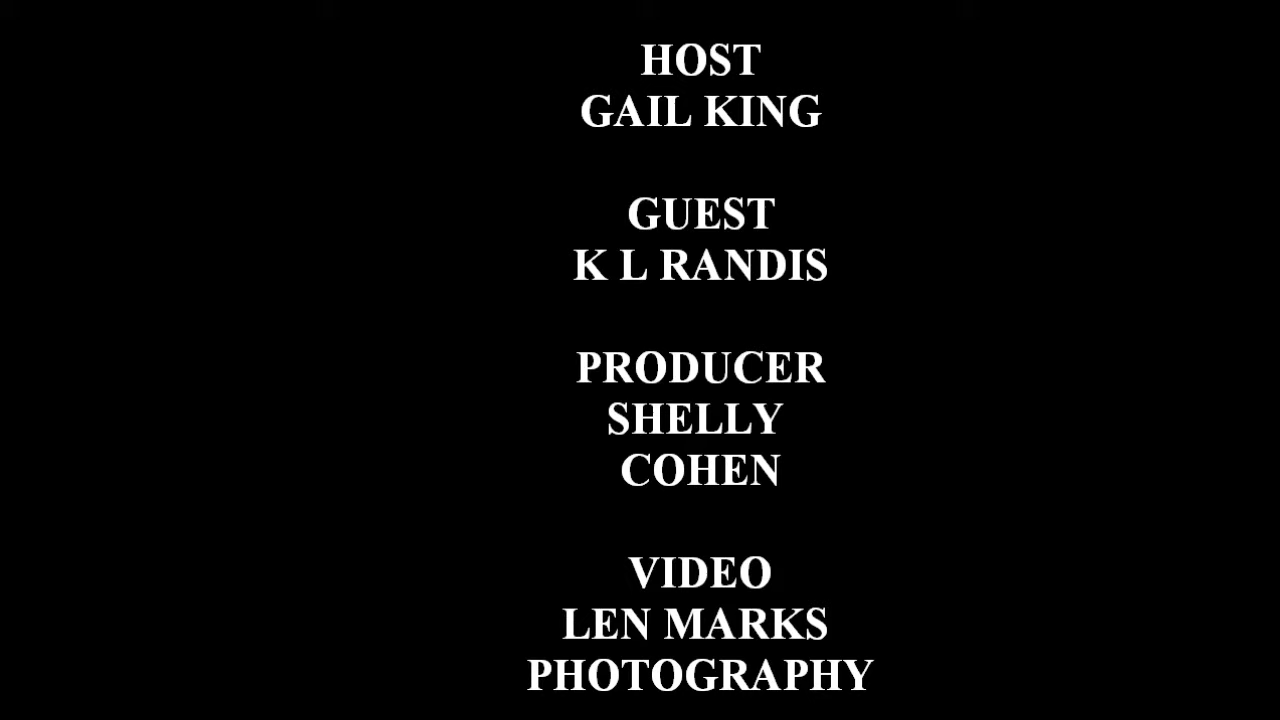 HOST
GAIL KING
GUEST
K L RANDIS
PRODUCER
SHELLY
COHEN
VIDEO
LEN MARKS
PHOTOGRAPHY